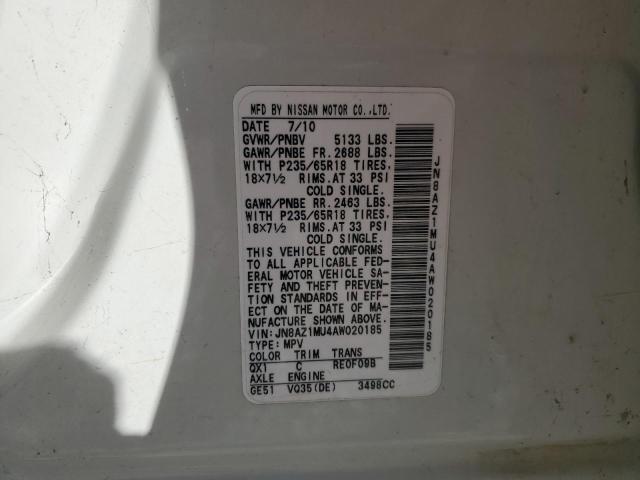 MFD BY NISSAN MOTOR CO.,LTD.
DATE 7/10
GVWR/PNBV 5133 LBS.
GAWR/PNBE FR. 2688 LBS.
WITH P235/65R18 TIRES,
18×7½ RIMS. AT 33 PSI
COLD SINGLE.
GAWR/PNBE RR. 2463 LBS.
WITH P235/65R18 TIRES,
18×7½ RIMS. AT 33 PSI
COLD SINGLE.
THIS VEHICLE CONFORMS
TO ALL APPLICABLE FED-
ERAL MOTOR VEHICLE SA-
FETY AND THEFT PREVEN-
TION STANDARDS IN EFF-
ECT ON THE DATE OF MA-
NUFACTURE SHOWN ABOVE.
VIN: JN8AZ1MU4AW020185
TYPE: MPV
COLOR TRIM TRANS
QX1 C RE0F09B
AXLE ENGINE
GE51 VQ35(DE) 3498CC
JN8AZ1MU4AW020185